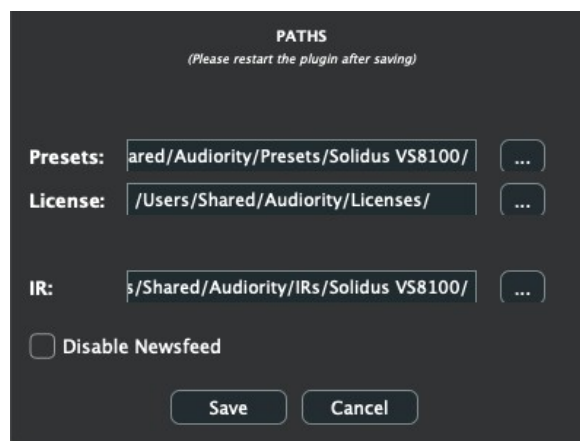 PATHS
(Please restart the plugin after saving)
Presets: ared/Audiority/Presets/Solidus VS8100/ ...
License: /Users/Shared/Audiority/Licenses/ ...
IR: s/Shared/Audiority/IRs/Solidus VS8100/ ...
Disable Newsfeed
Save Cancel